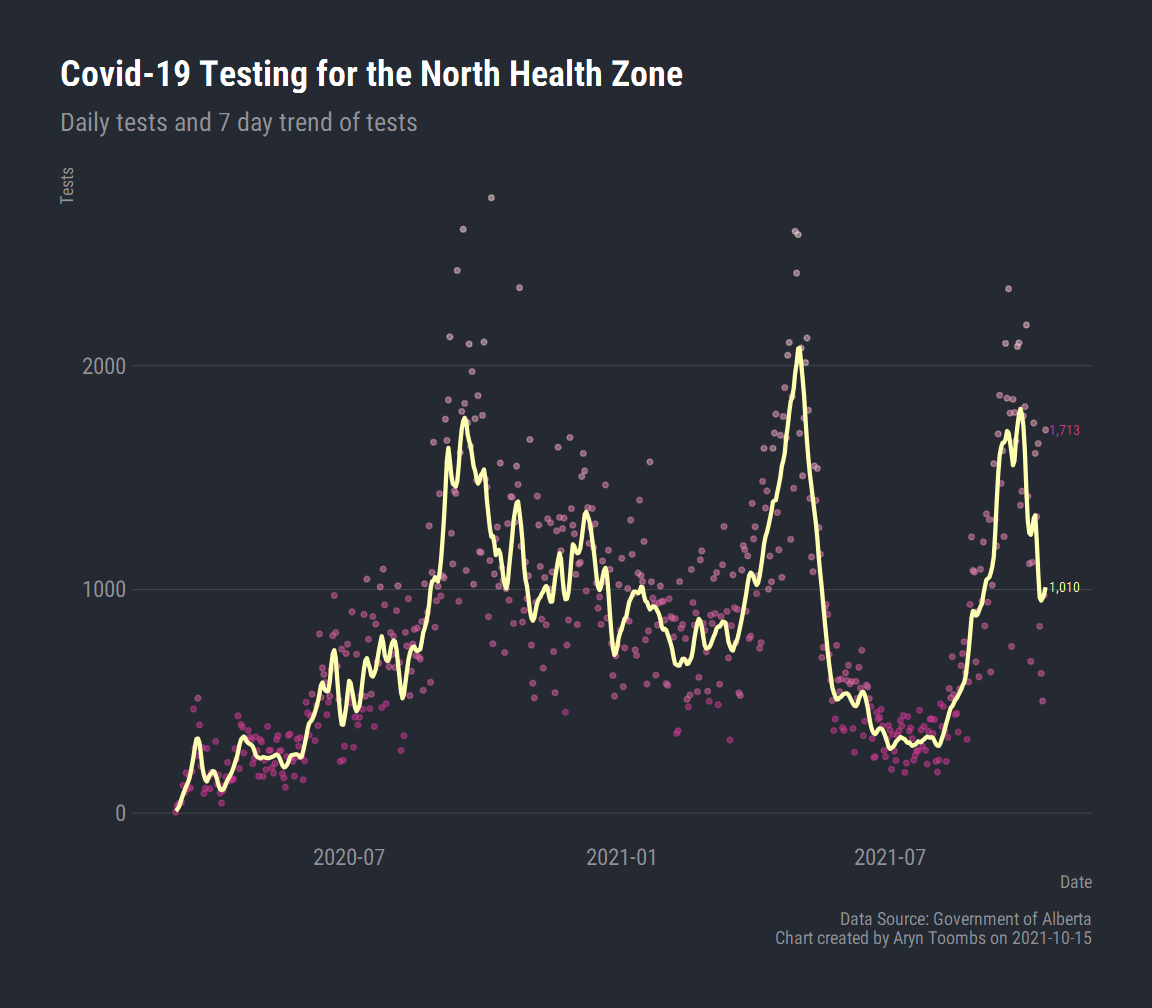 Covid-19 Testing for the North Health Zone
Daily tests and 7 day trend of tests
Tests
2000
1,713
1000
1,010
0
2020-07
2021-01
2021-07
Date
Data Source: Government of Alberta
Chart created by Aryn Toombs on 2021-10-15